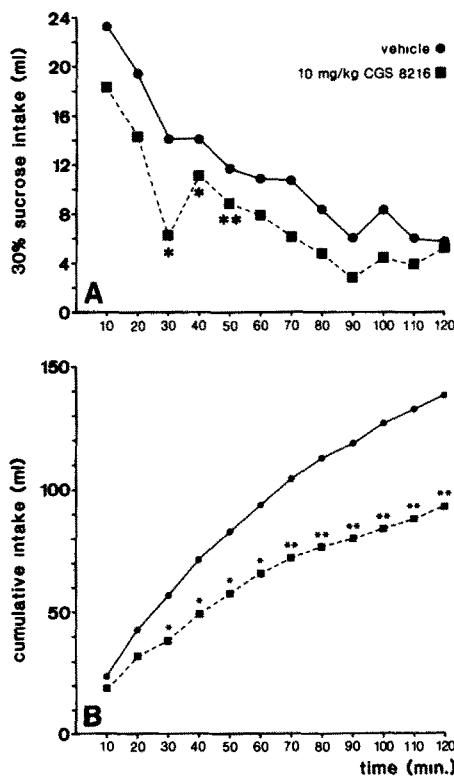 24
20
16
12
8
4
0
30% sucrose intake (ml)
vehicle
10 mg/kg CGS 8216
*
*
**
A
10 20 30 40 50 60 70 80 90 100 110 120
150
100
50
0
cumulative intake (ml)
* * * * ** ** ** ** ** **
B
10 20 30 40 50 60 70 80 90 100 110 120
time (min.)